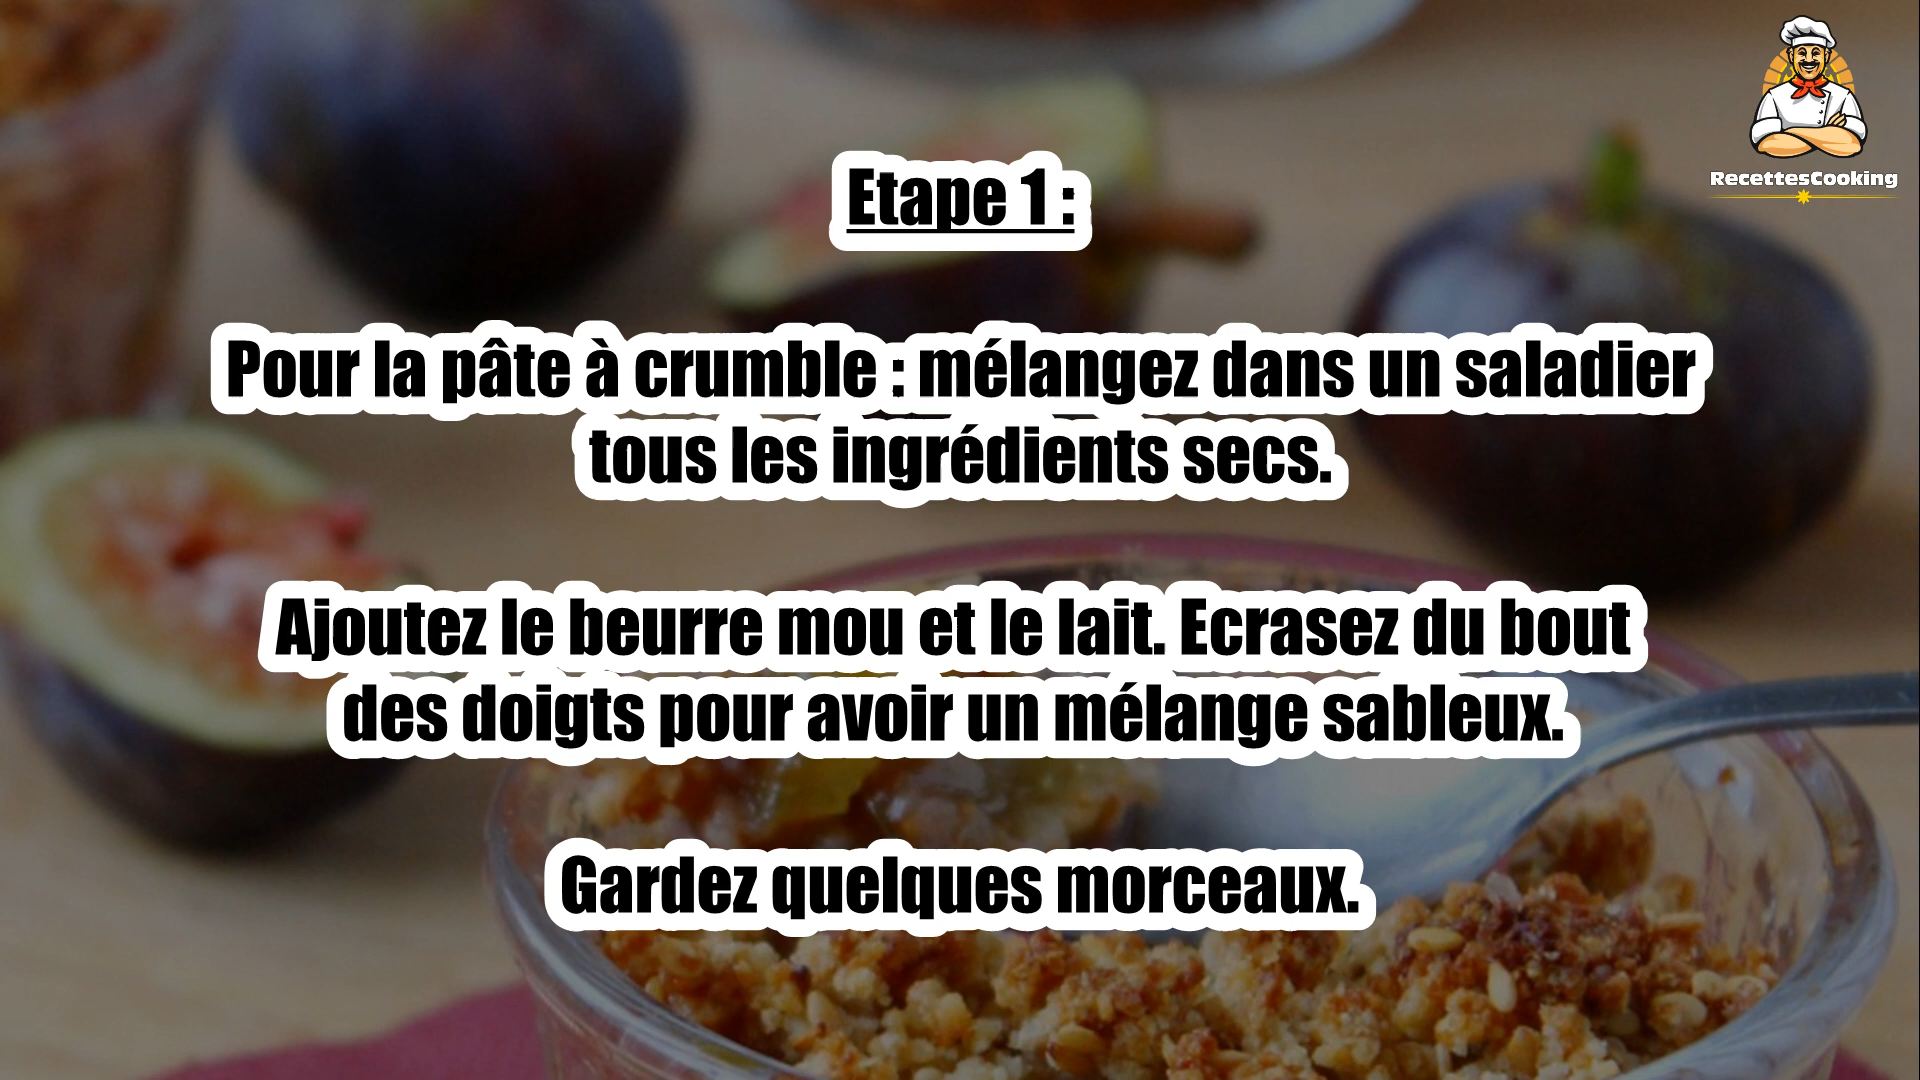 RecettesCooking
Etape 1 :
Pour la pâte à crumble : mélangez dans un saladier
tous les ingrédients secs.
Ajoutez le beurre mou et le lait. Ecrasez du bout
des doigts pour avoir un mélange sableux.
Gardez quelques morceaux.